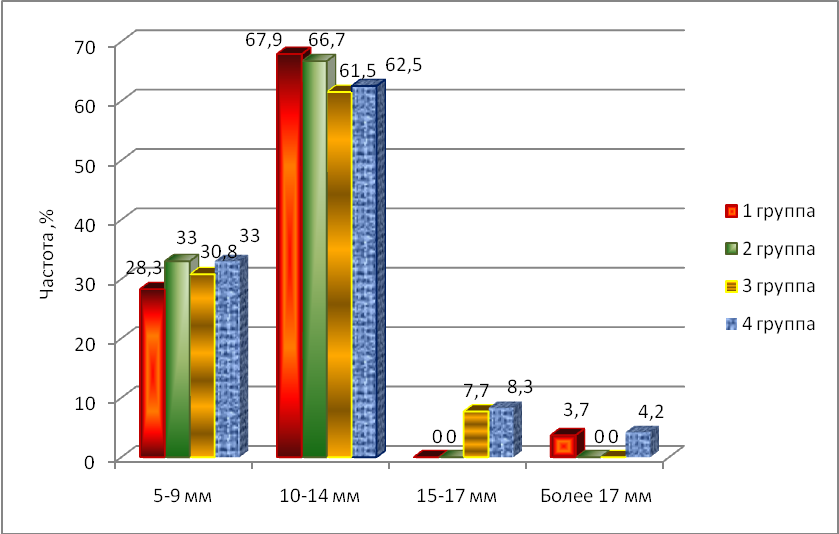 Частота ,%
70
60
50
40
30
20
10
0
28,3
33
30,8
33
67,9
66,7
61,5
62,5
0 0
7,7
8,3
3,7
0 0
4,2
5-9 мм
10-14 мм
15-17 мм
Более 17 мм
1 группа
2 группа
3 группа
4 группа